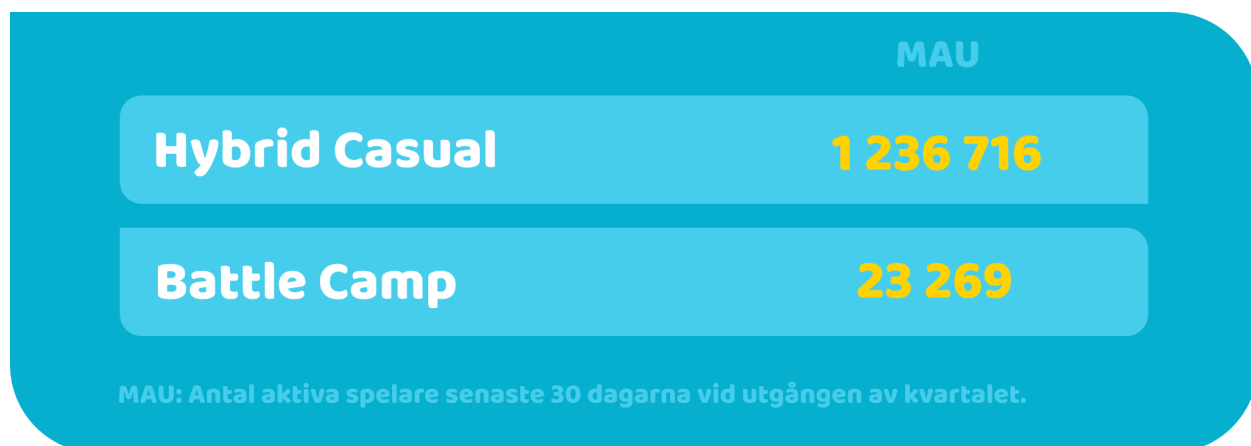 MAU
Hybrid Casual 1 236 716
Battle Camp 23 269
MAU: Antal aktiva spelare senaste 30 dagarna vid utgången av kvartalet.